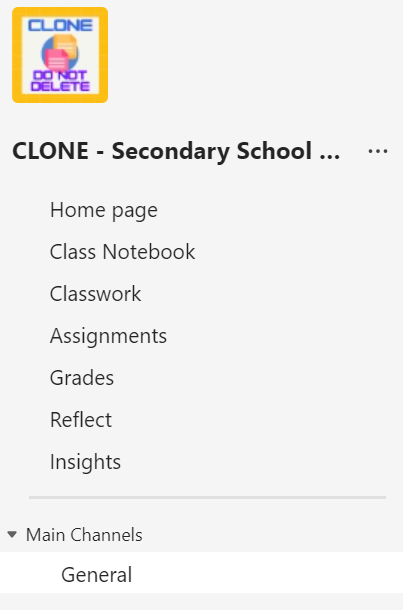 CLONE
DO NOT
DELETE
CLONE - Secondary School ...
Home page
Class Notebook
Classwork
Assignments
Grades
Reflect
Insights
Main Channels
General